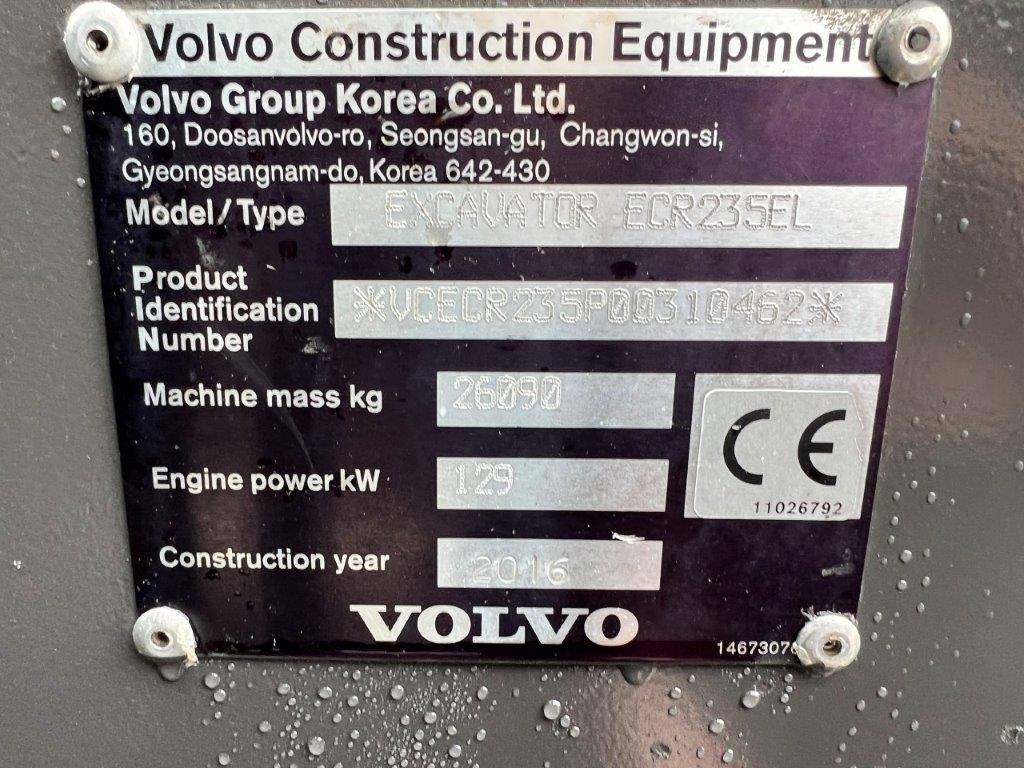 Volvo Construction Equipment
Volvo Group Korea Co. Ltd.
160, Doosanvolvo-ro, Seongsan-gu, Changwon-si,
Gyeongsangnam-do, Korea 642-430
Model/Type EXCAVATOR ECR235EL
Product
Identification
Number
*VCECR235P00310462*
Machine mass kg 26090
Engine power kW 129
CE
11026792
Construction year 2016
VOLVO